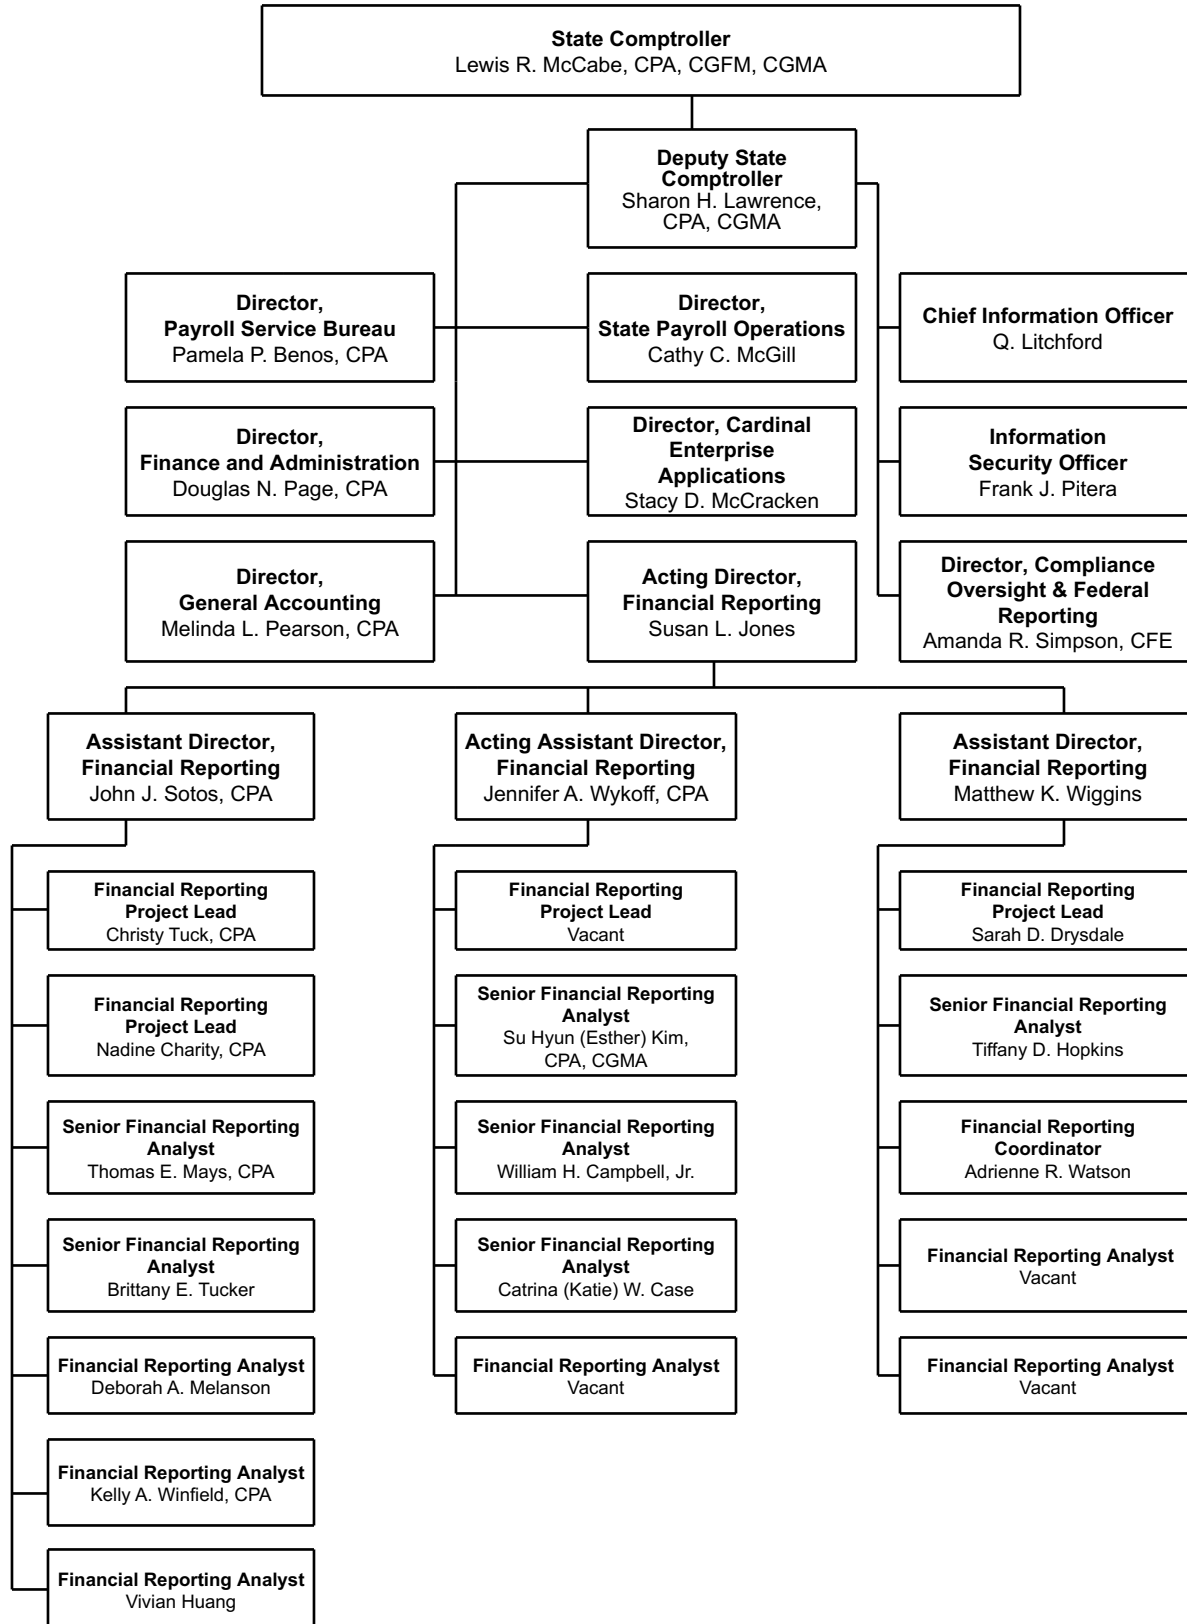 State Comptroller
Lewis R. McCabe, CPA, CGFM, CGMA
Deputy State
Comptroller
Sharon H. Lawrence,
CPA, CGMA
Director,
Payroll Service Bureau
Pamela P. Benos, CPA
Director,
State Payroll Operations
Cathy C. McGill
Chief Information Officer
Q. Litchford
Director,
Finance and Administration
Douglas N. Page, CPA
Director, Cardinal
Enterprise
Applications
Stacy D. McCracken
Information
Security Officer
Frank J. Pitera
Director,
General Accounting
Melinda L. Pearson, CPA
Acting Director,
Financial Reporting
Susan L. Jones
Director, Compliance
Oversight & Federal
Reporting
Amanda R. Simpson, CFE
Assistant Director,
Financial Reporting
John J. Sotos, CPA
Acting Assistant Director,
Financial Reporting
Jennifer A. Wykoff, CPA
Assistant Director,
Financial Reporting
Matthew K. Wiggins
Financial Reporting
Project Lead
Christy Tuck, CPA
Financial Reporting
Project Lead
Vacant
Financial Reporting
Project Lead
Sarah D. Drysdale
Financial Reporting
Project Lead
Nadine Charity, CPA
Senior Financial Reporting
Analyst
Su Hyun (Esther) Kim,
CPA, CGMA
Senior Financial Reporting
Analyst
Tiffany D. Hopkins
Senior Financial Reporting
Analyst
Thomas E. Mays, CPA
Senior Financial Reporting
Analyst
William H. Campbell, Jr.
Financial Reporting
Coordinator
Adrienne R. Watson
Senior Financial Reporting
Analyst
Brittany E. Tucker
Senior Financial Reporting
Analyst
Catrina (Katie) W. Case
Financial Reporting Analyst
Vacant
Financial Reporting Analyst
Deborah A. Melanson
Financial Reporting Analyst
Vacant
Financial Reporting Analyst
Vacant
Financial Reporting Analyst
Kelly A. Winfield, CPA
Financial Reporting Analyst
Vivian Huang